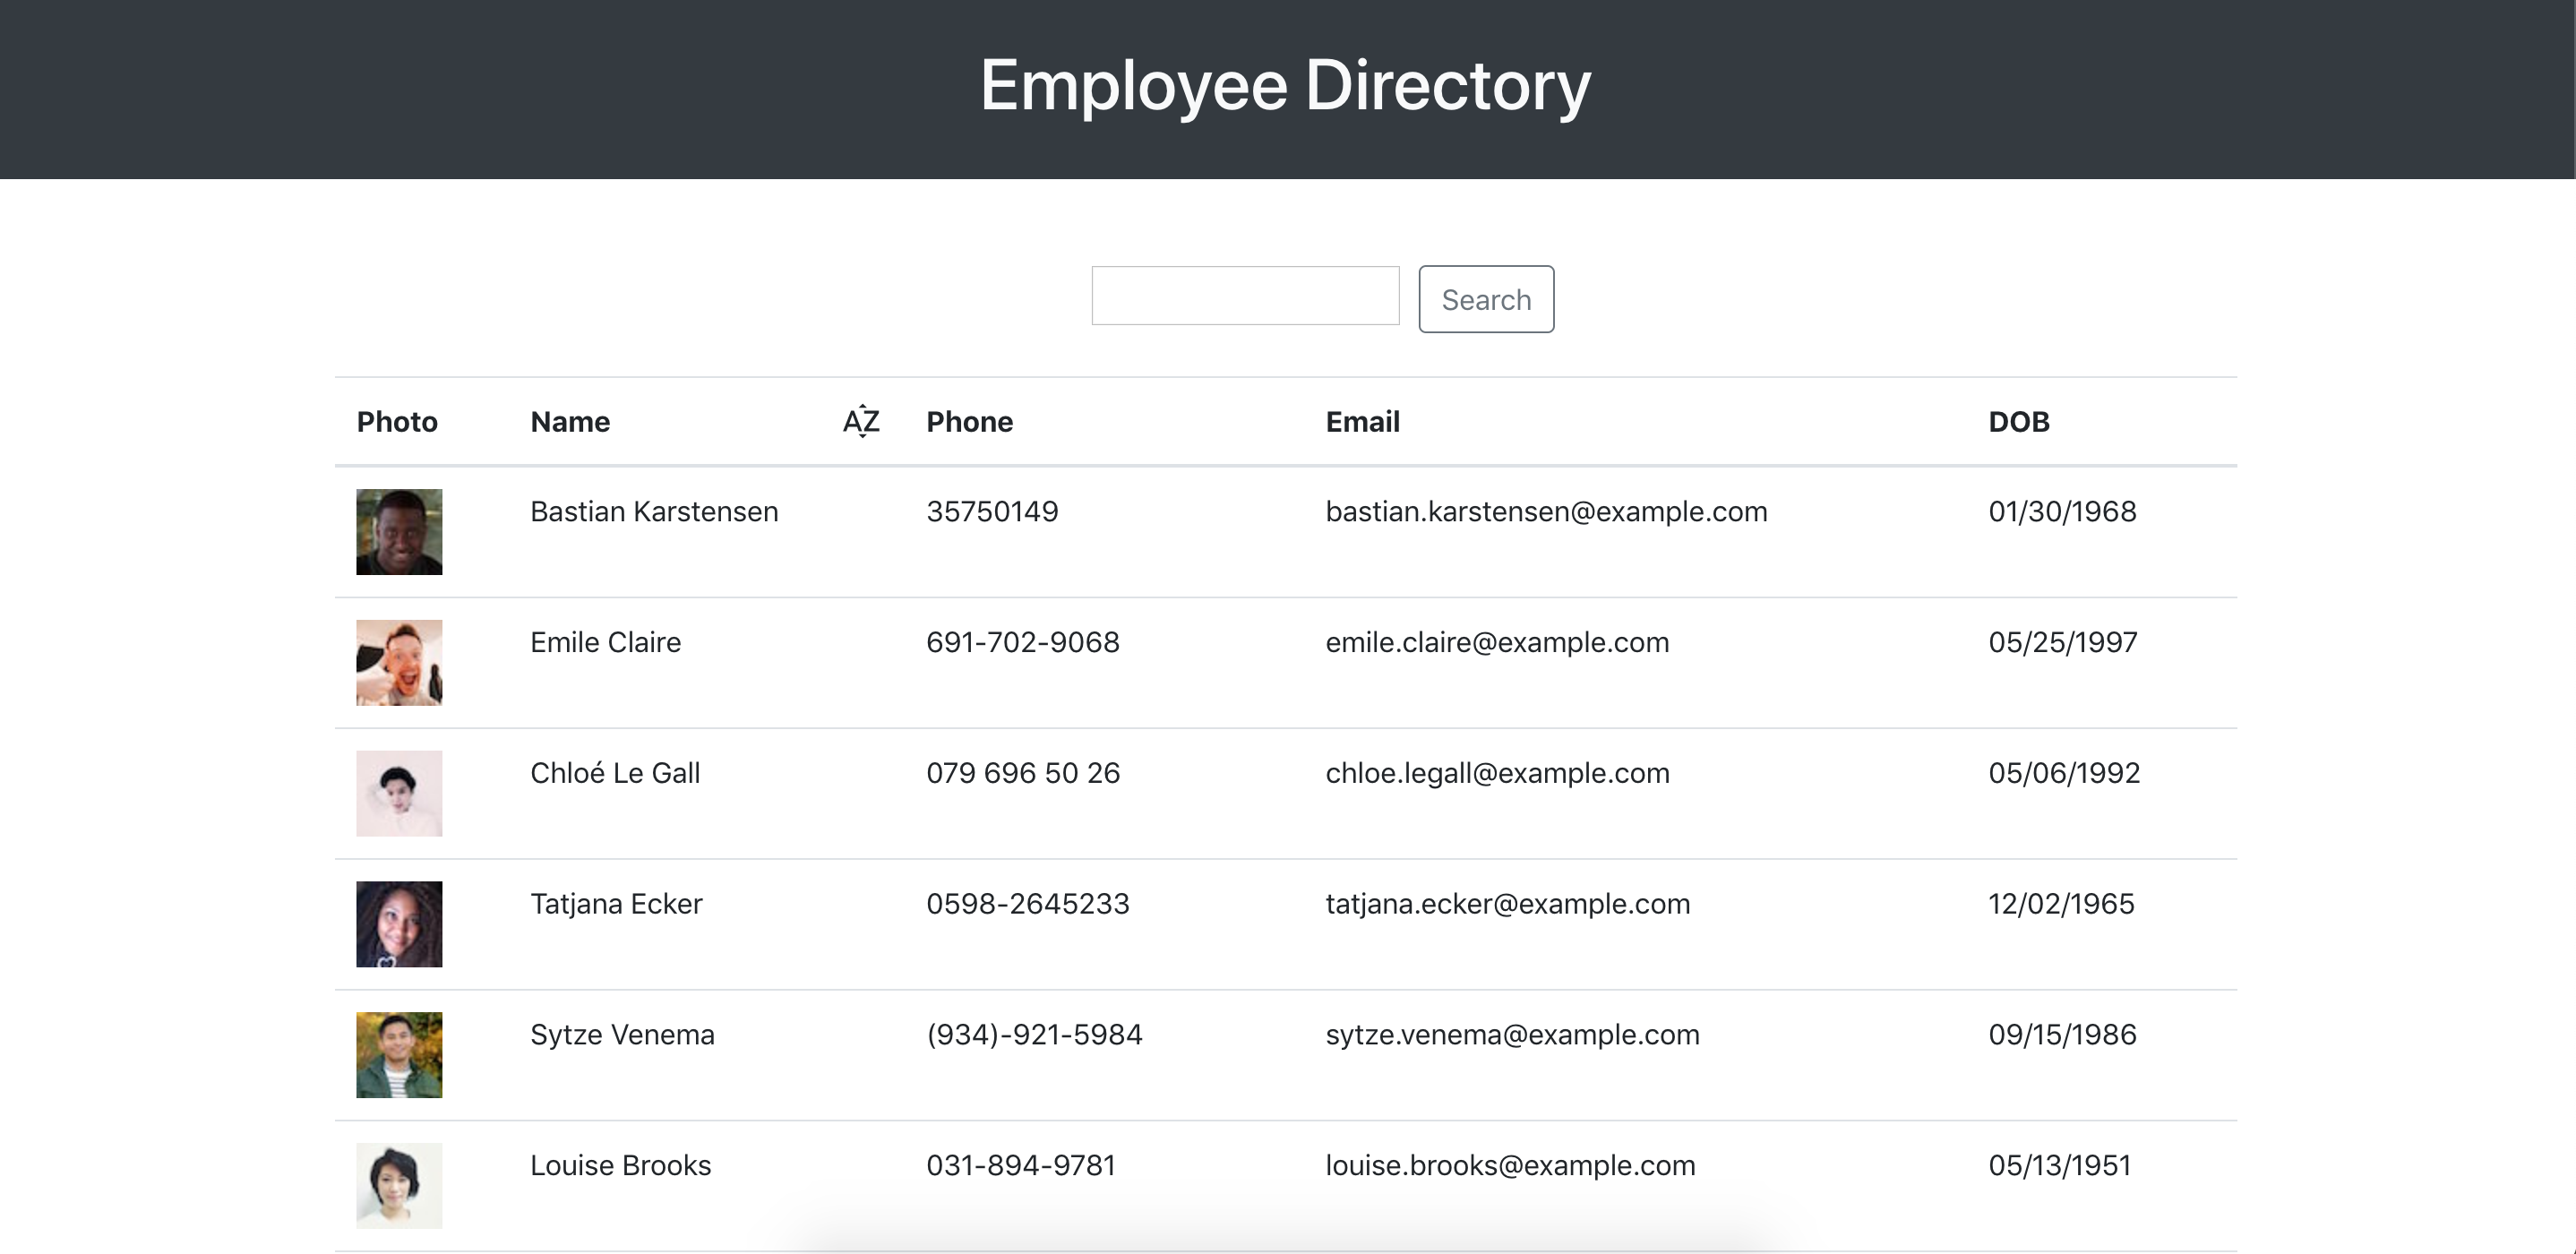 Employee Directory
Search
Photo Name AZ Phone Email DOB
Bastian Karstensen 35750149 bastian.karstensen@example.com 01/30/1968
Emile Claire 691-702-9068 emile.claire@example.com 05/25/1997
Chloé Le Gall 079 696 50 26 chloe.legall@example.com 05/06/1992
Tatjana Ecker 0598-2645233 tatjana.ecker@example.com 12/02/1965
Sytze Venema (934)-921-5984 sytze.venema@example.com 09/15/1986
Louise Brooks 031-894-9781 louise.brooks@example.com 05/13/1951